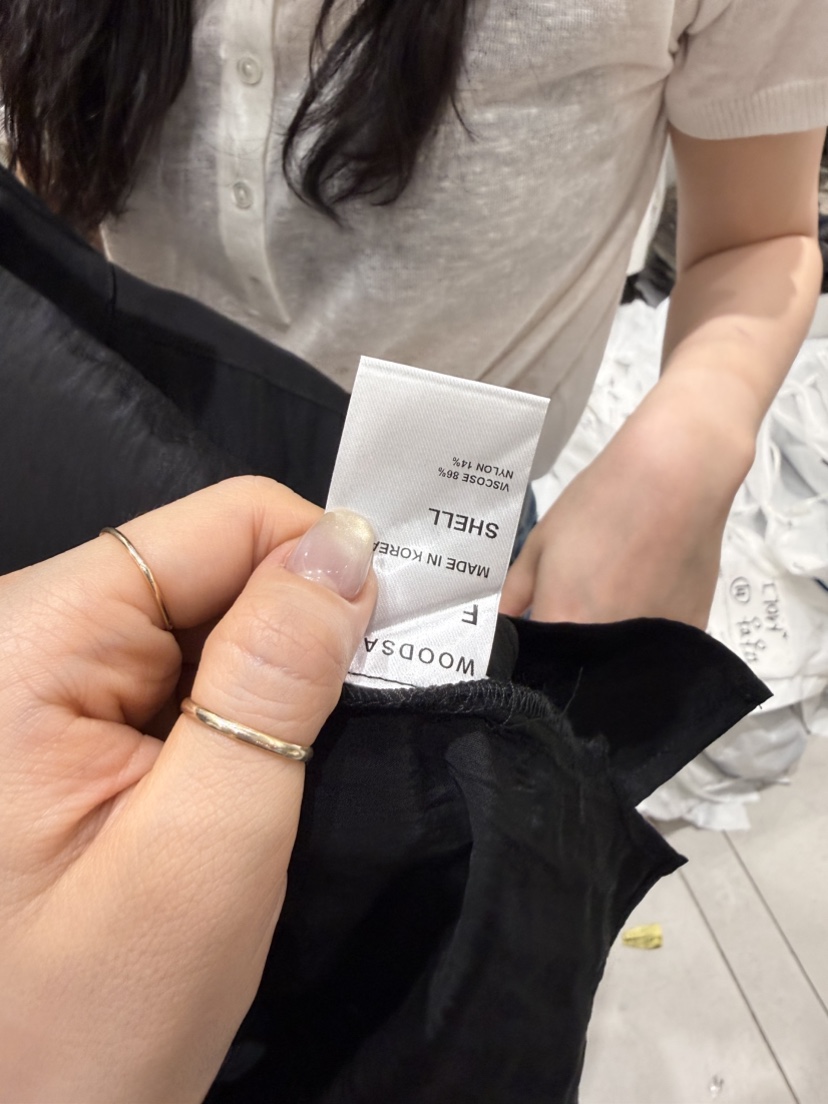 WOODSA
F
MADE IN KOREA
SHELL
VISCOSE 86%
NYLON 14%